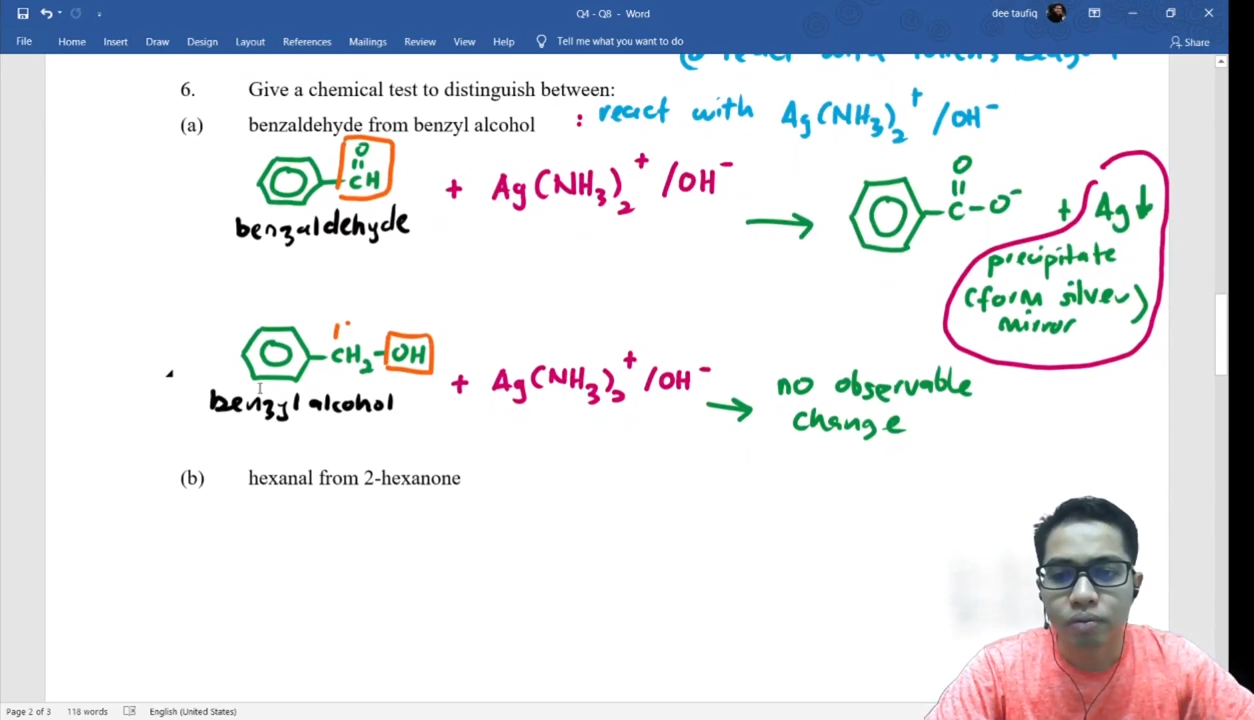 Q4 - Q8 - Word
dee taufiq
File Home Insert Draw Design Layout References Mailings Review View Help Tell me what you want to do
Share
6. Give a chemical test to distinguish between:
(a) benzaldehyde from benzyl alcohol : react with Ag(NH3)2+ /OH-
O
CH
benzaldehyde
+ Ag(NH3)2+ /OH-
O
C-O- + Ag↓
precipitate
(form silver)
mirror
CH2-OH
benzyl alcohol
+ Ag(NH3)2+ /OH-
no observable
change
(b) hexanal from 2-hexanone
Page 2 of 3 118 words English (United States)